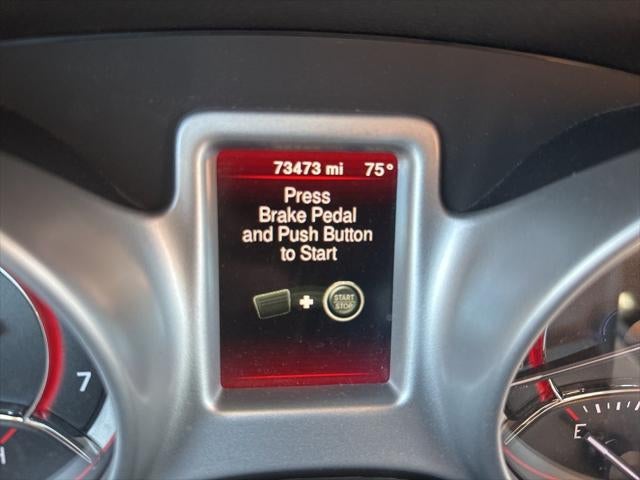 73473 mi 75°
Press
Brake Pedal
and Push Button
to Start
START
STOP
7
H
E